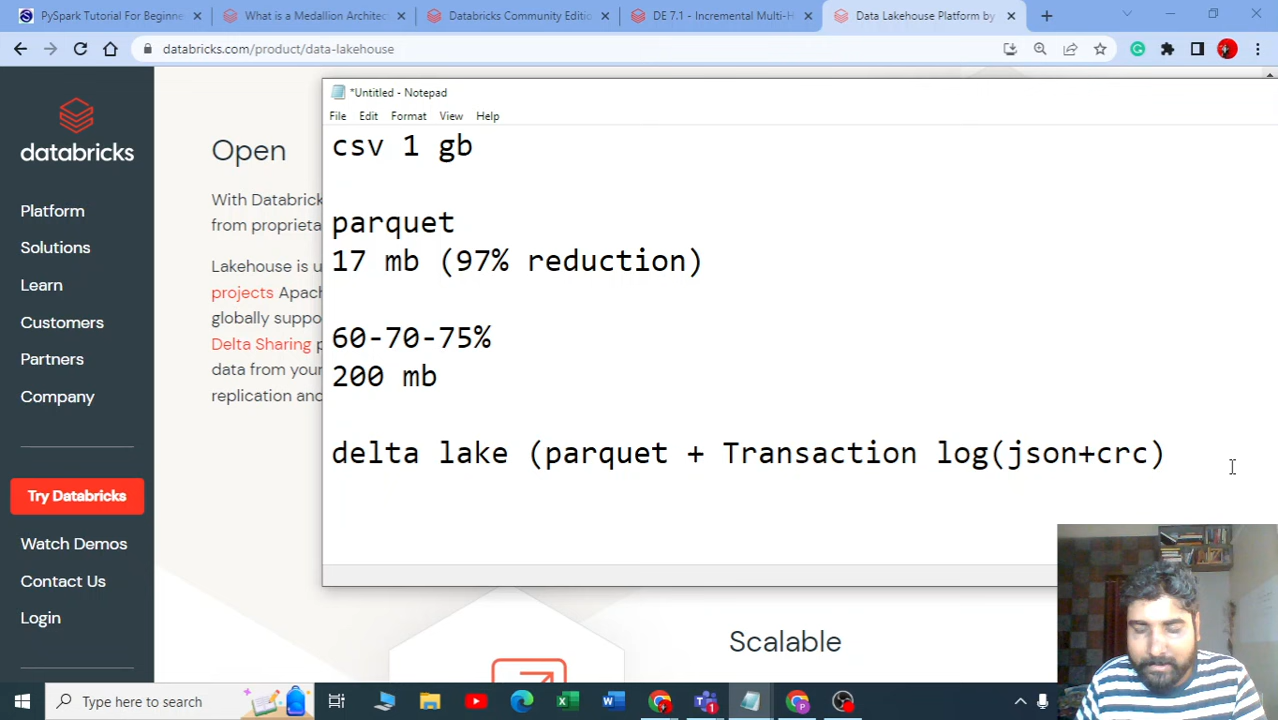 PySpark Tutorial For Beginne
What is a Medallion Architec
Databricks Community Editio
DE 7.1 - Incremental Multi-H
Data Lakehouse Platform by
databricks.com/product/data-lakehouse
databricks
Platform
Solutions
Learn
Customers
Partners
Company
Try Databricks
Watch Demos
Contact Us
Login
Open
With Databrick
from proprieta
Lakehouse is u
projects Apach
globally suppo
Delta Sharing p
data from your
replication and
*Untitled - Notepad
File Edit Format View Help
csv 1 gb
parquet
17 mb (97% reduction)
60-70-75%
200 mb
delta lake (parquet + Transaction log(json+crc)
Scalable
Type here to search